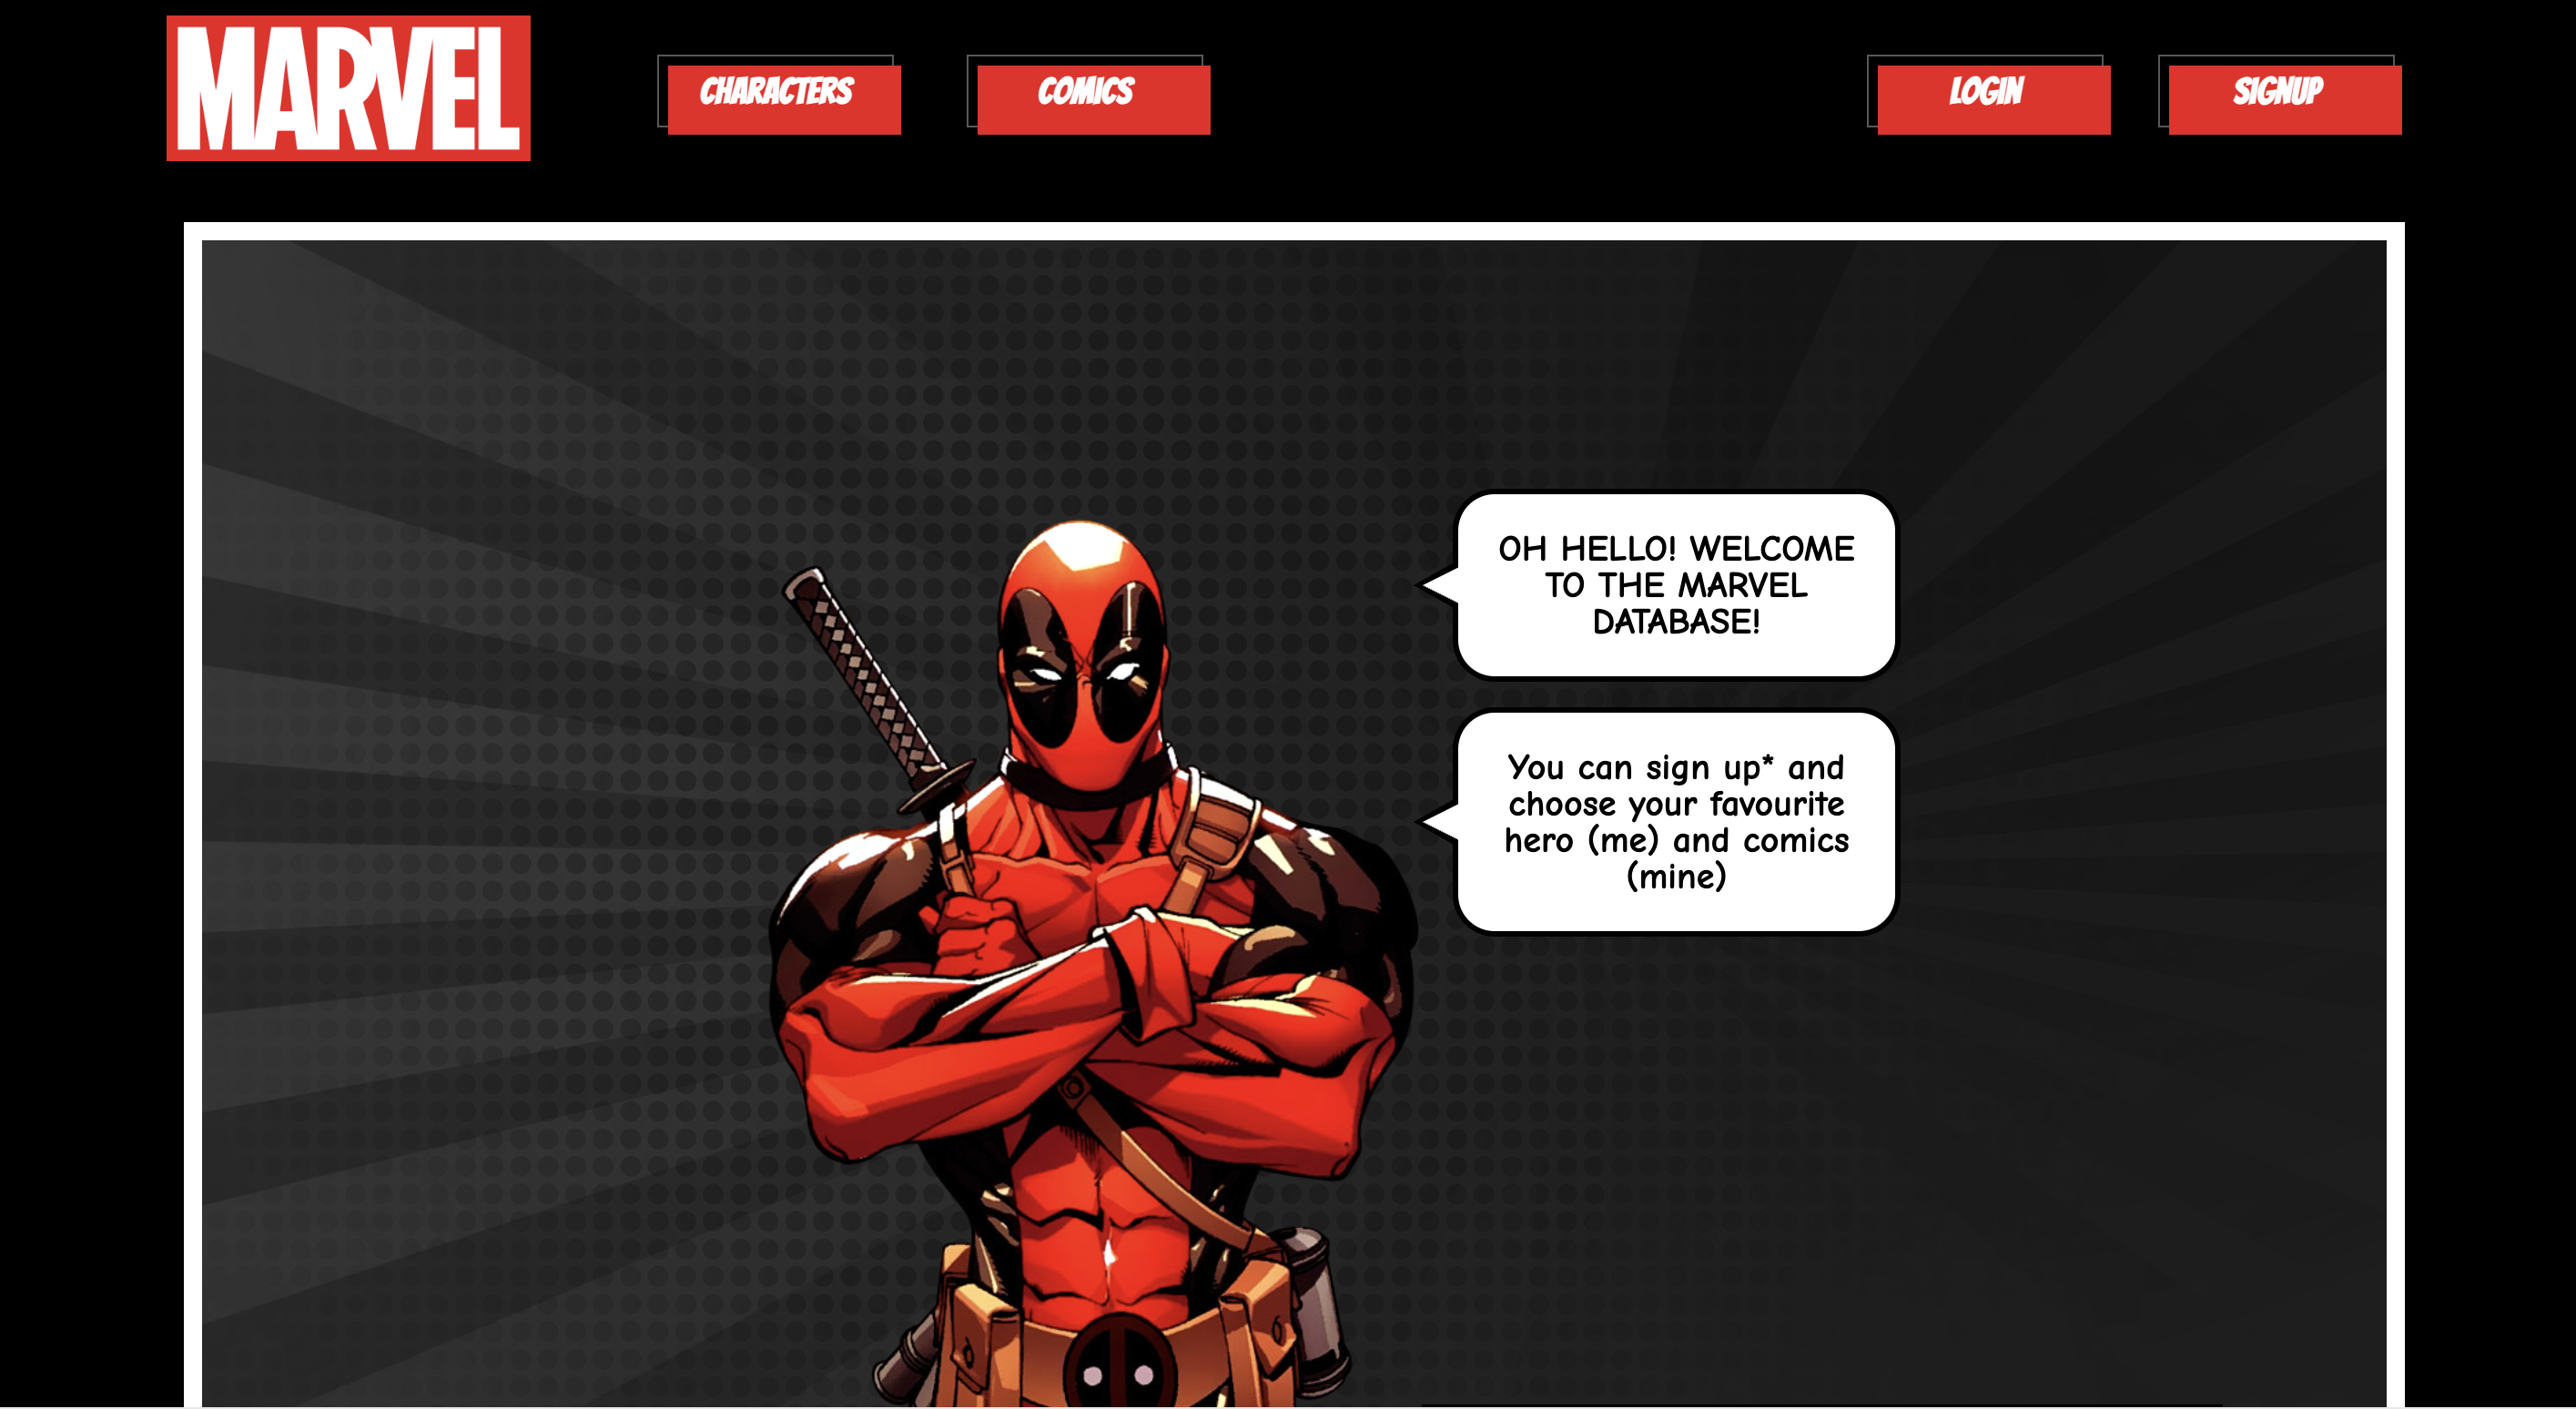 MARVEL
CHARACTERS
COMICS
LOGIN
SIGNUP
OH HELLO! WELCOME
TO THE MARVEL
DATABASE!
You can sign up* and
choose your favourite
hero (me) and comics
(mine)